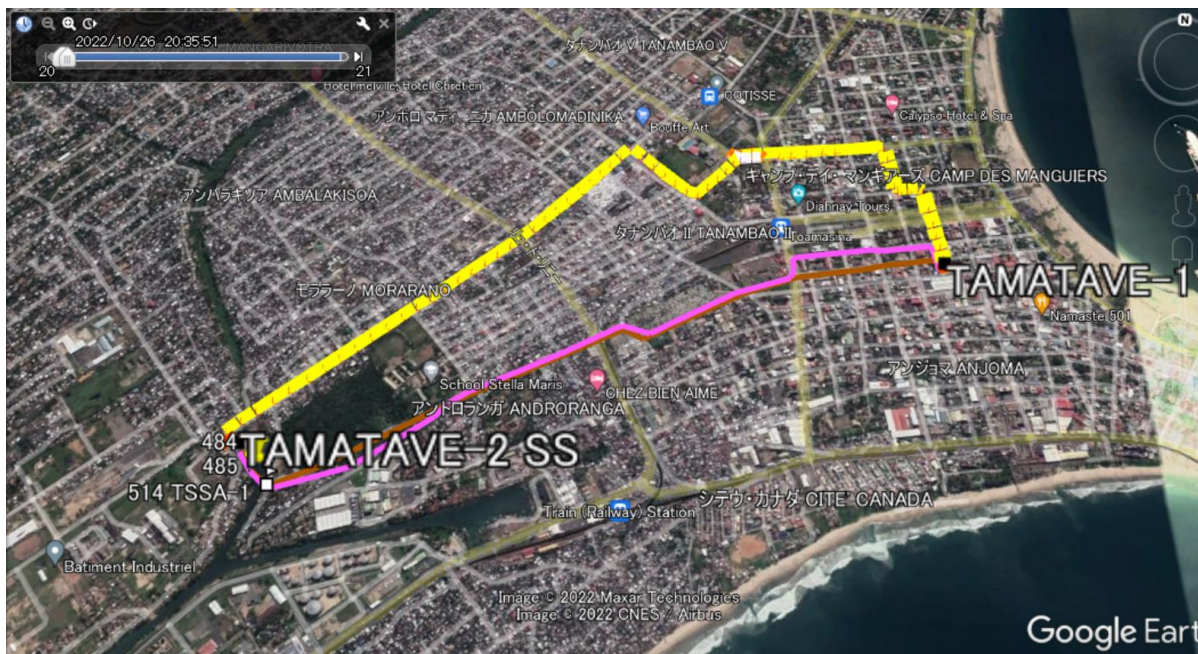 2022/10/26 20:35:51
20
21
N
タナンバオ V TANAMBAO V
Hotel melville, Hotel Chretien
COTISSE
アンボロ マディ ニカ AMBOLOMADINIKA
Bouffe Art
Calypso Hotel & Spa
アンバラキソア AMBALAKISOA
キャンプ・デイ・マンギアーズ CAMP DES MANGUIERS
Diahnay Tours
タナンバオ II TANAMBAO II
Toamasina
モララーノ MORARANO
TAMATAVE-1
Namaste 501
School Stella Maris
CHEZ BIEN AIME
アンジョマ ANJOMA
アンドロランガ ANDRORANGA
484
TAMATAVE-2 SS
485
514 TSSA-1
シテウ・カナダ CITE' CANADA
Train (Railway) Station
Batiment Industriel
Image © 2022 Maxar Technologies
Image © 2022 CNES / Airbus
Google Eart